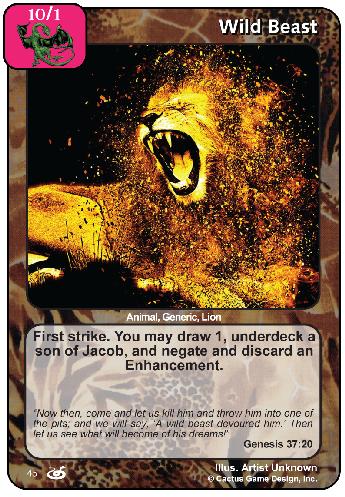 10/1
Wild Beast
Animal, Generic, Lion
First strike. You may draw 1, underdeck a
son of Jacob, and negate and discard an
Enhancement.
"Now then, come and let us kill him and throw him into one of
the pits; and we will say, 'A wild beast devoured him.' Then
let us see what will become of his dreams!"
Genesis 37:20
45
Illus. Artist Unknown
© Cactus Game Design, Inc.